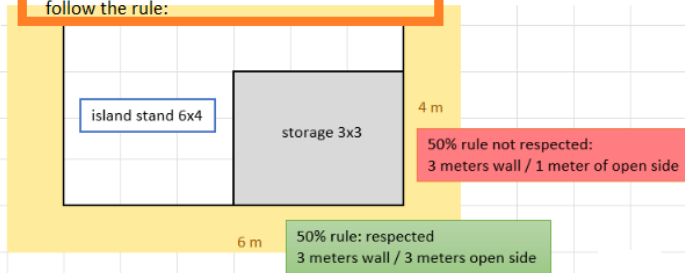 follow the rule:
island stand 6x4
storage 3x3
4 m
50% rule not respected:
3 meters wall / 1 meter of open side
6 m
50% rule: respected
3 meters wall / 3 meters open side